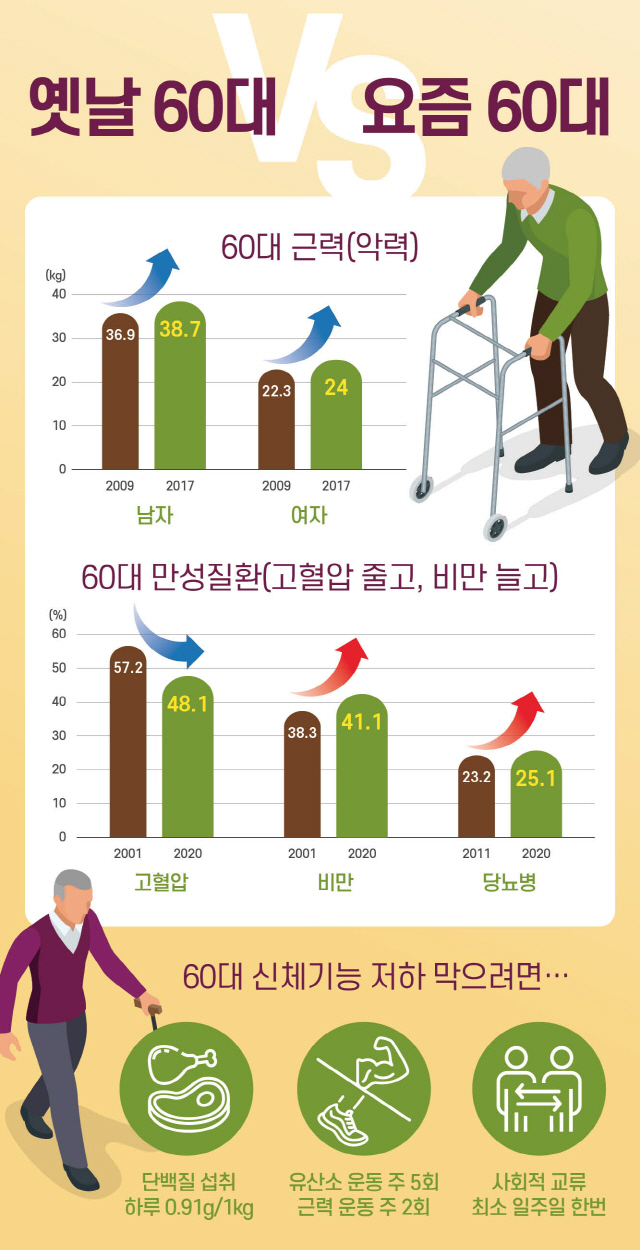 VS
옛날 60대 요즘 60대
60대 근력(악력)
(kg)
40
30
20
10
0
36.9
38.7
22.3
24
2009 2017 2009 2017
남자 여자
60대 만성질환(고혈압 줄고, 비만 늘고)
(%)
60
50
40
30
20
10
0
57.2
48.1
38.3
41.1
23.2
25.1
2001 2020 2001 2020 2011 2020
고혈압 비만 당뇨병
60대 신체기능 저하 막으려면…
단백질 섭취
하루 0.91g/1kg
유산소 운동 주 5회
근력 운동 주 2회
사회적 교류
최소 일주일 한번